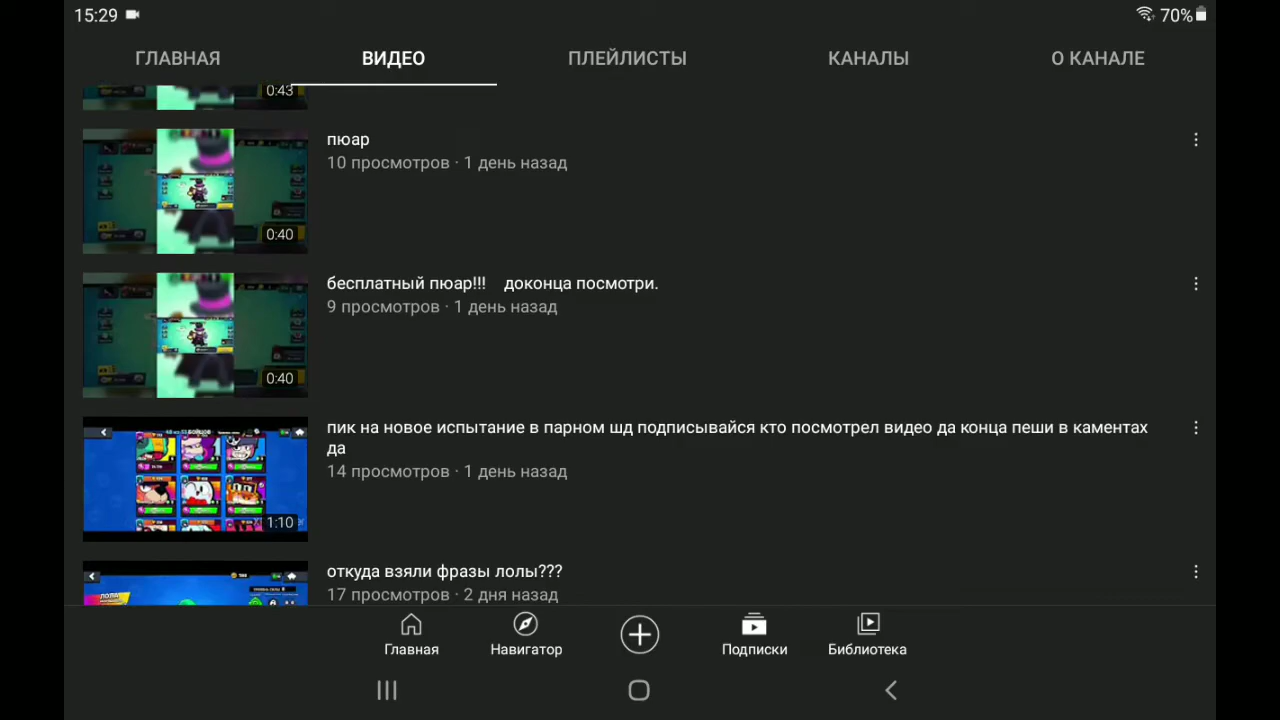 15:29 70%
ГЛАВНАЯ ВИДЕО ПЛЕЙЛИСТЫ КАНАЛЫ О КАНАЛЕ
0:43
пюар
10 просмотров · 1 день назад
0:40
бесплатный пюар!!! доконца посмотри.
9 просмотров · 1 день назад
0:40
пик на новое испытание в парном шд подписывайся кто посмотрел видео да конца пеши в каментах
да
14 просмотров · 1 день назад
1:10
откуда взяли фразы лолы???
17 просмотров · 2 дня назад
ЛОЛА
Главная Навигатор Подписки Библиотека